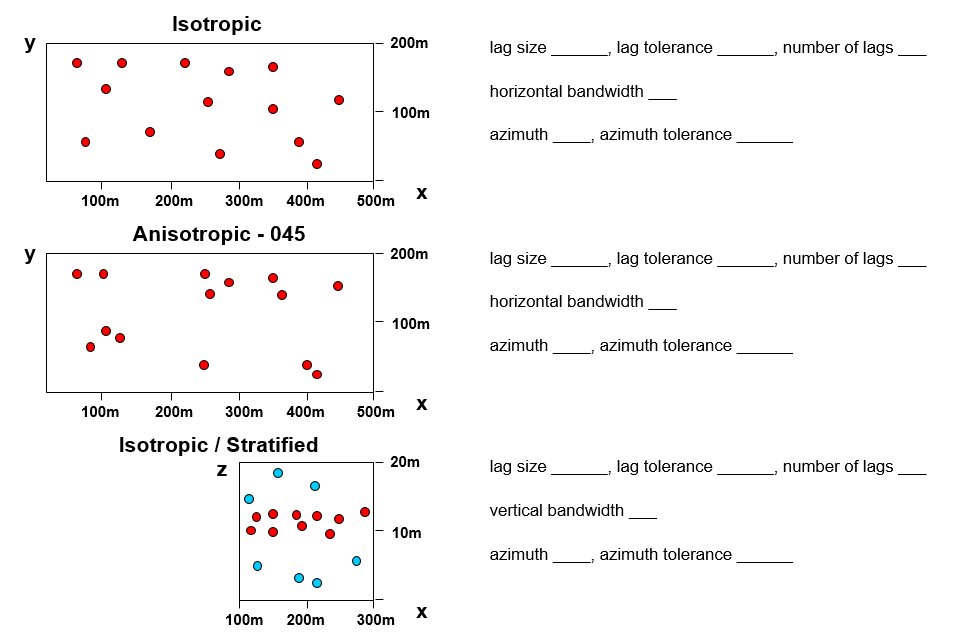 Isotropic
y
200m
lag size ______, lag tolerance ______, number of lags ___
horizontal bandwidth ___
100m
azimuth ____, azimuth tolerance ______
100m 200m 300m 400m 500m x
Anisotropic - 045
y
200m
lag size ______, lag tolerance ______, number of lags ___
horizontal bandwidth ___
100m
azimuth ____, azimuth tolerance ______
100m 200m 300m 400m 500m x
Isotropic / Stratified
z
20m
lag size ______, lag tolerance ______, number of lags ___
vertical bandwidth ___
10m
azimuth ____, azimuth tolerance ______
100m 200m 300m x